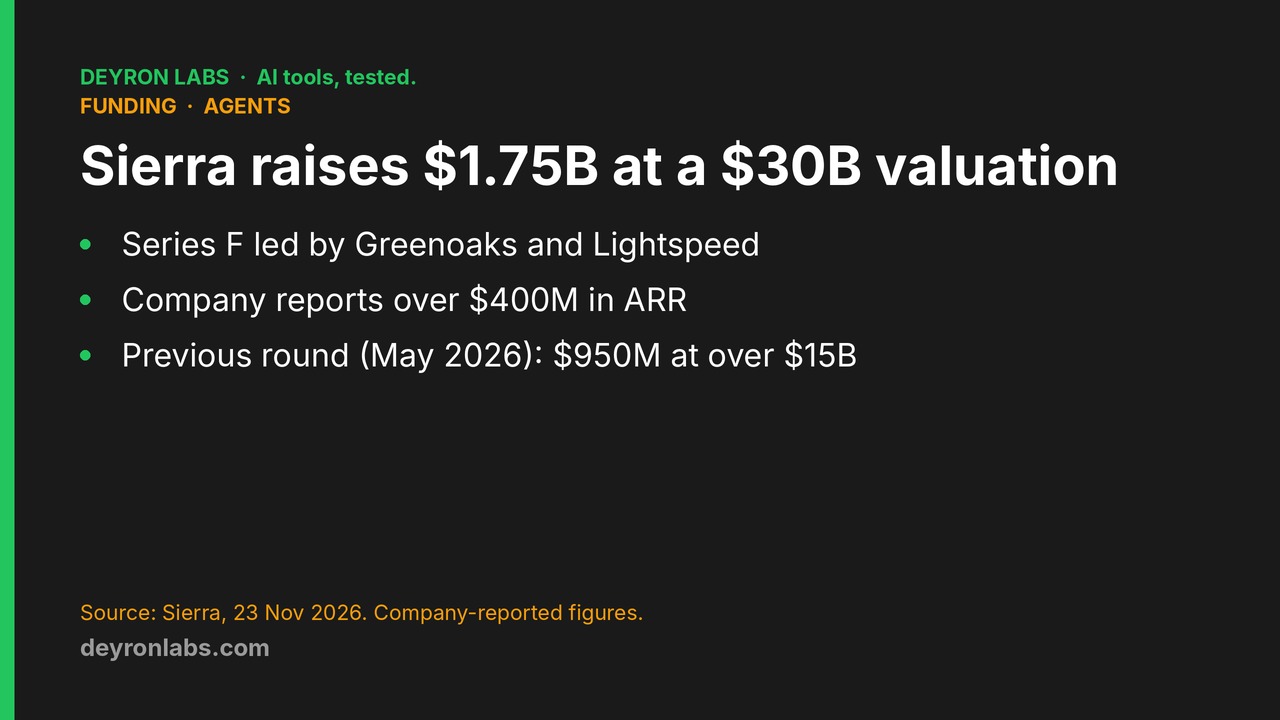 DEYRON LABS · AI tools, tested.
FUNDING · AGENTS
Sierra raises $1.75B at a $30B valuation
• Series F led by Greenoaks and Lightspeed
• Company reports over $400M in ARR
• Previous round (May 2026): $950M at over $15B
Source: Sierra, 23 Nov 2026. Company-reported figures.
deyronlabs.com